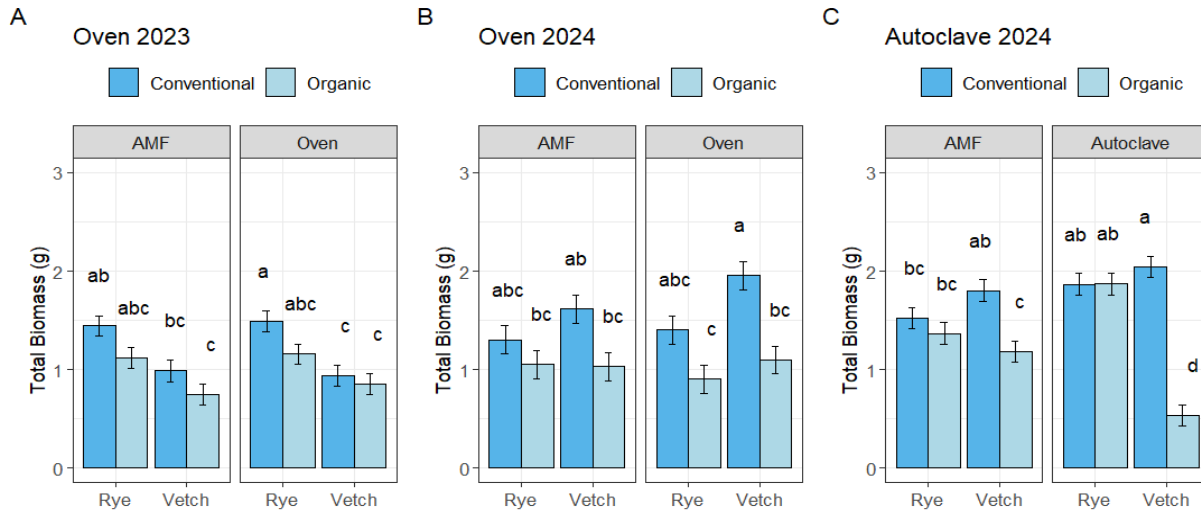 A
Oven 2023
Conventional Organic
AMF Oven
Total Biomass (g)
3
2
1
0
ab
abc
bc
c
a
abc
c
c
Rye Vetch Rye Vetch
B
Oven 2024
Conventional Organic
AMF Oven
Total Biomass (g)
3
2
1
0
abc
bc
ab
bc
abc
c
a
bc
Rye Vetch Rye Vetch
C
Autoclave 2024
Conventional Organic
AMF Autoclave
Total Biomass (g)
3
2
1
0
bc
bc
ab
c
ab
ab
a
d
Rye Vetch Rye Vetch